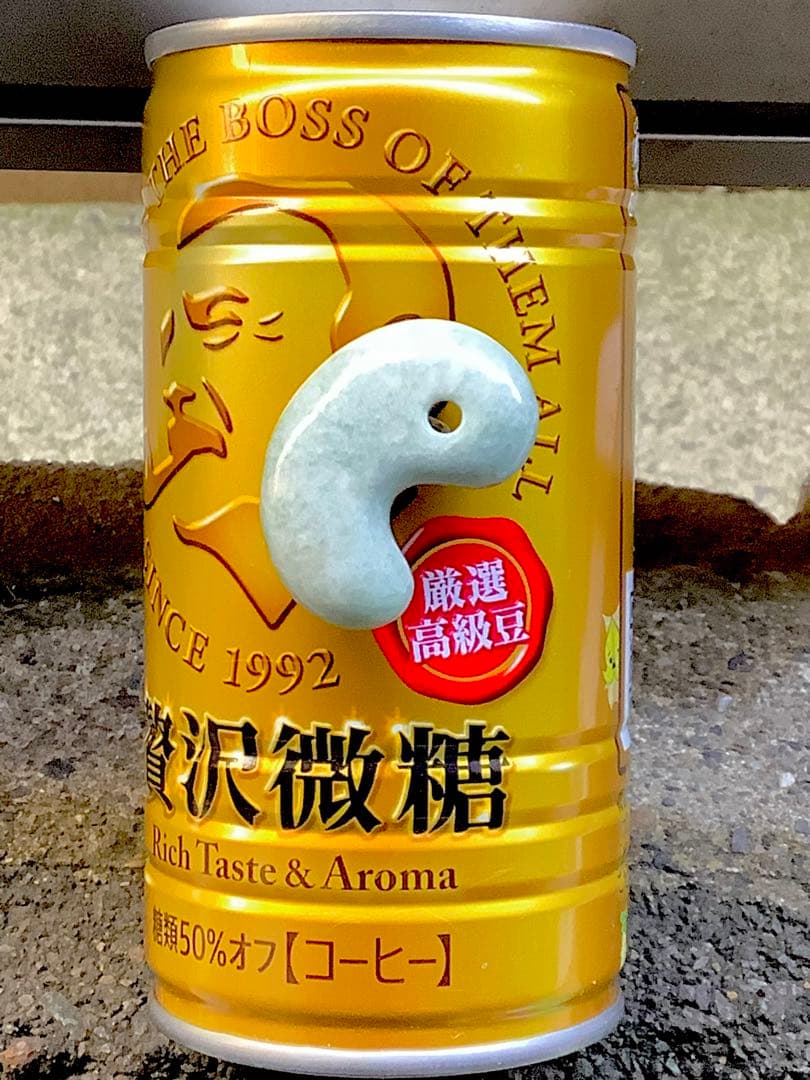 THE BOSS OF THEM ALL
SINCE 1992
厳選
高級豆
贅沢微糖
Rich Taste & Aroma
糖類50%オフ【コーヒー】